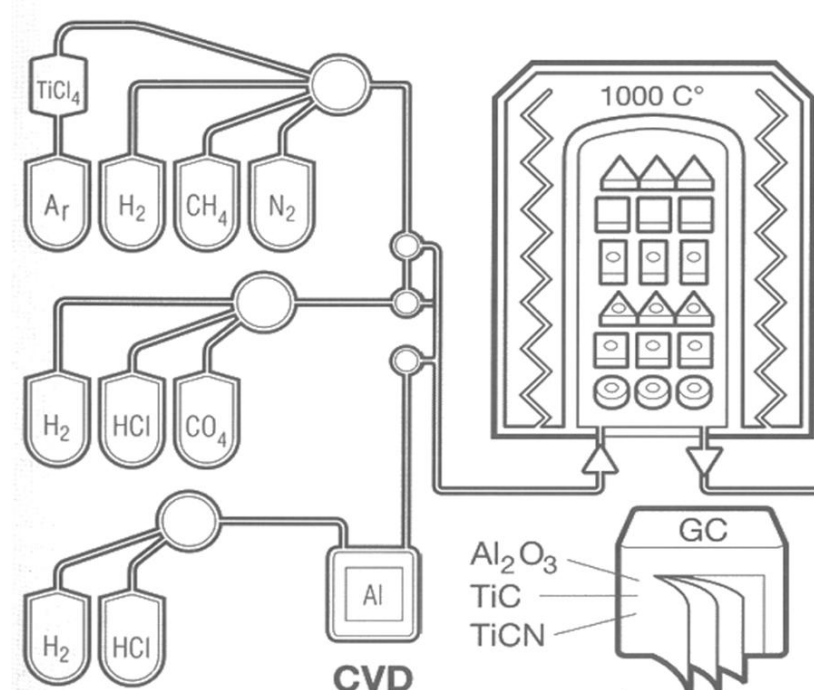 1000 C°
TiCl₄
Ar H₂ CH₄ N₂
H₂ HCl CO₄
H₂ HCl
Al
CVD
GC
Al₂O₃
TiC
TiCN